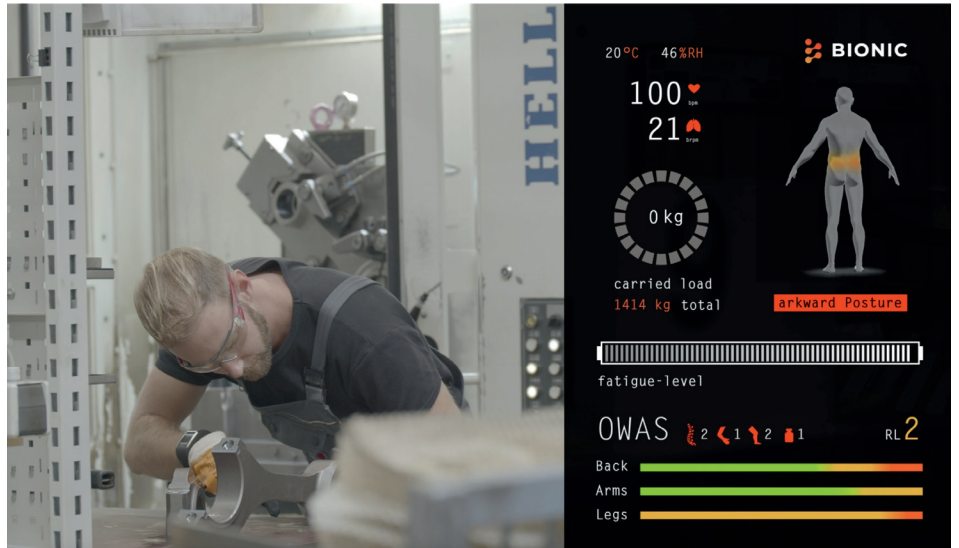 HELL
20°C 46%RH
BIONIC
100 bpm
21 brpm
0 kg
carried load
1414 kg total
arkward Posture
fatigue-level
OWAS 2 1 2 1 RL 2
Back
Arms
Legs